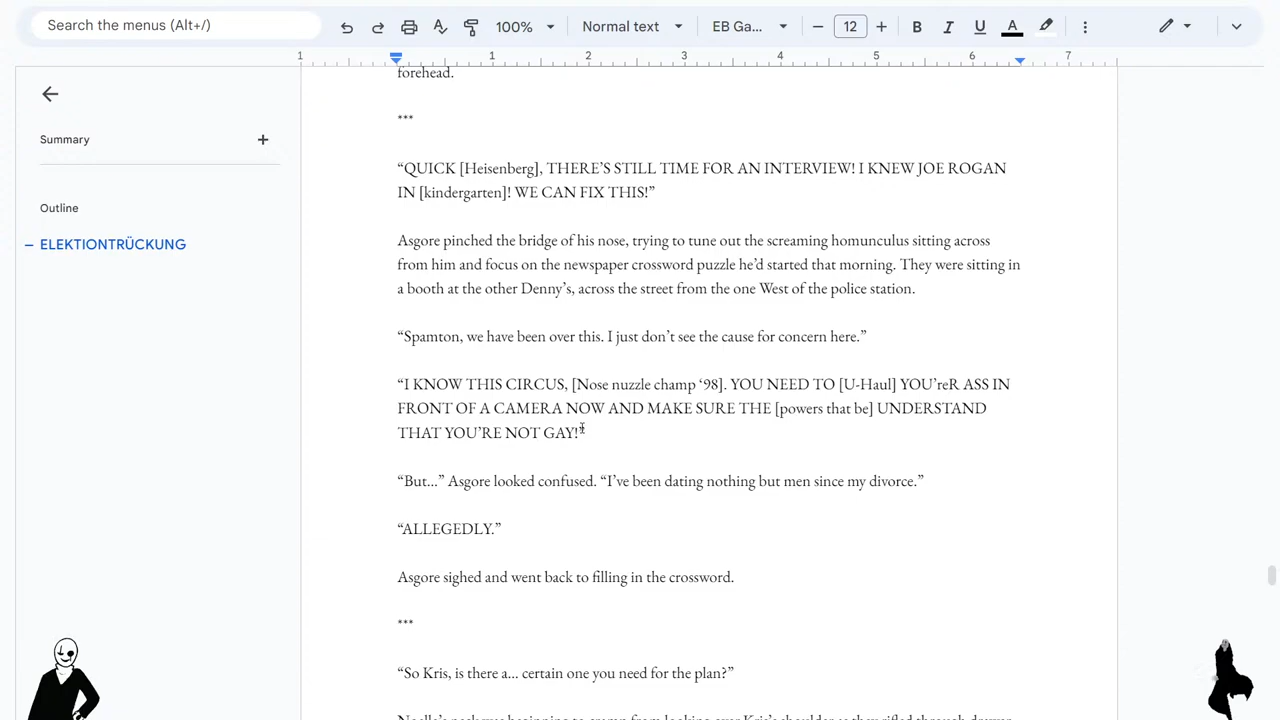 Search the menus (Alt+/)
100%
Normal text
EB Ga...
12
B I U A
1 1 2 3 4 5 6 7
Summary
Outline
ELEKTIONTRÜCKUNG
forehead.
***
“QUICK [Heisenberg], THERE’S STILL TIME FOR AN INTERVIEW! I KNEW JOE ROGAN
IN [kindergarten]! WE CAN FIX THIS!”
Asgore pinched the bridge of his nose, trying to tune out the screaming homunculus sitting across
from him and focus on the newspaper crossword puzzle he’d started that morning. They were sitting in
a booth at the other Denny’s, across the street from the one West of the police station.
“Spamton, we have been over this. I just don’t see the cause for concern here.”
“I KNOW THIS CIRCUS, [Nose nuzzle champ ‘98]. YOU NEED TO [U-Haul] YOU’reR ASS IN
FRONT OF A CAMERA NOW AND MAKE SURE THE [powers that be] UNDERSTAND
THAT YOU’RE NOT GAY!
“But...” Asgore looked confused. “I’ve been dating nothing but men since my divorce.”
“ALLEGEDLY.”
Asgore sighed and went back to filling in the crossword.
***
“So Kris, is there a... certain one you need for the plan?”